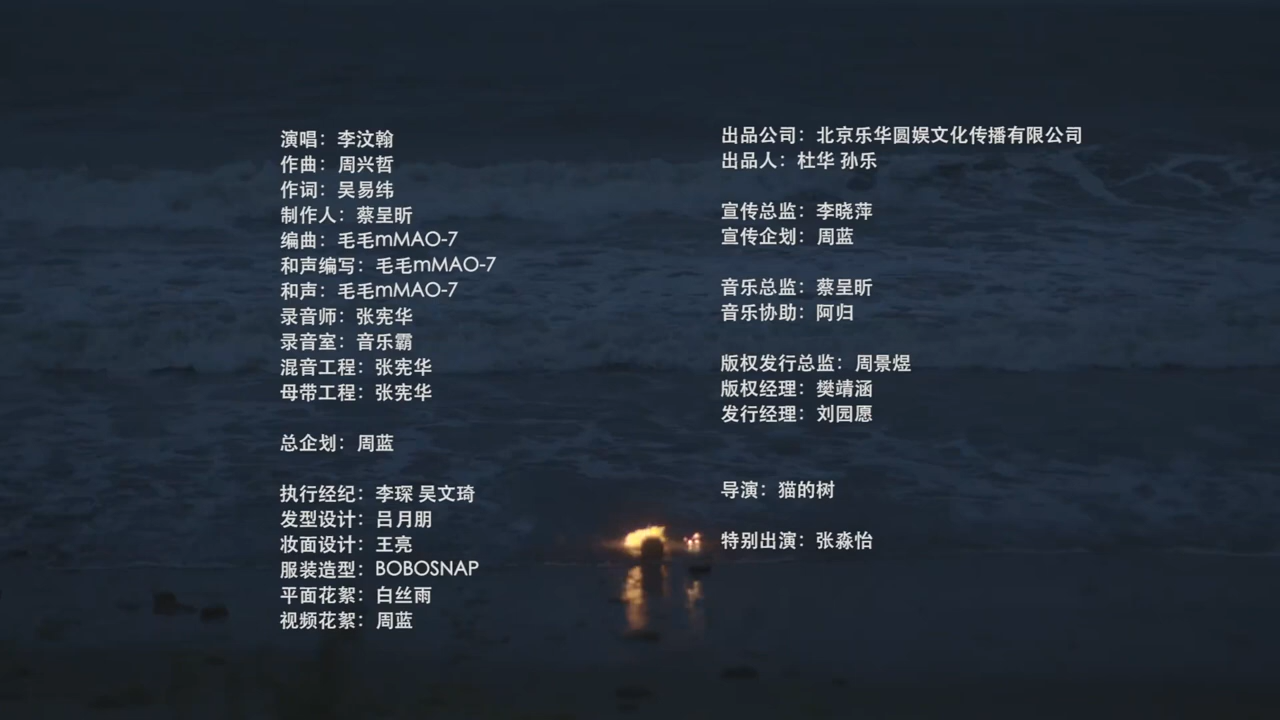 演唱：李汶翰
作曲：周兴哲
作词：吴易纬
制作人：蔡呈昕
编曲：毛毛mMAO-7
和声编写：毛毛mMAO-7
和声：毛毛mMAO-7
录音师：张宪华
录音室：音乐霸
混音工程：张宪华
母带工程：张宪华
总企划：周蓝
执行经纪：李琛 吴文琦
发型设计：吕月朋
妆面设计：王亮
服装造型：BOBOSNAP
平面花絮：白丝雨
视频花絮：周蓝
出品公司：北京乐华圆娱文化传播有限公司
出品人：杜华 孙乐
宣传总监：李晓萍
宣传企划：周蓝
音乐总监：蔡呈昕
音乐协助：阿归
版权发行总监：周景煜
版权经理：樊靖涵
发行经理：刘园愿
导演：猫的树
特别出演：张淼怡